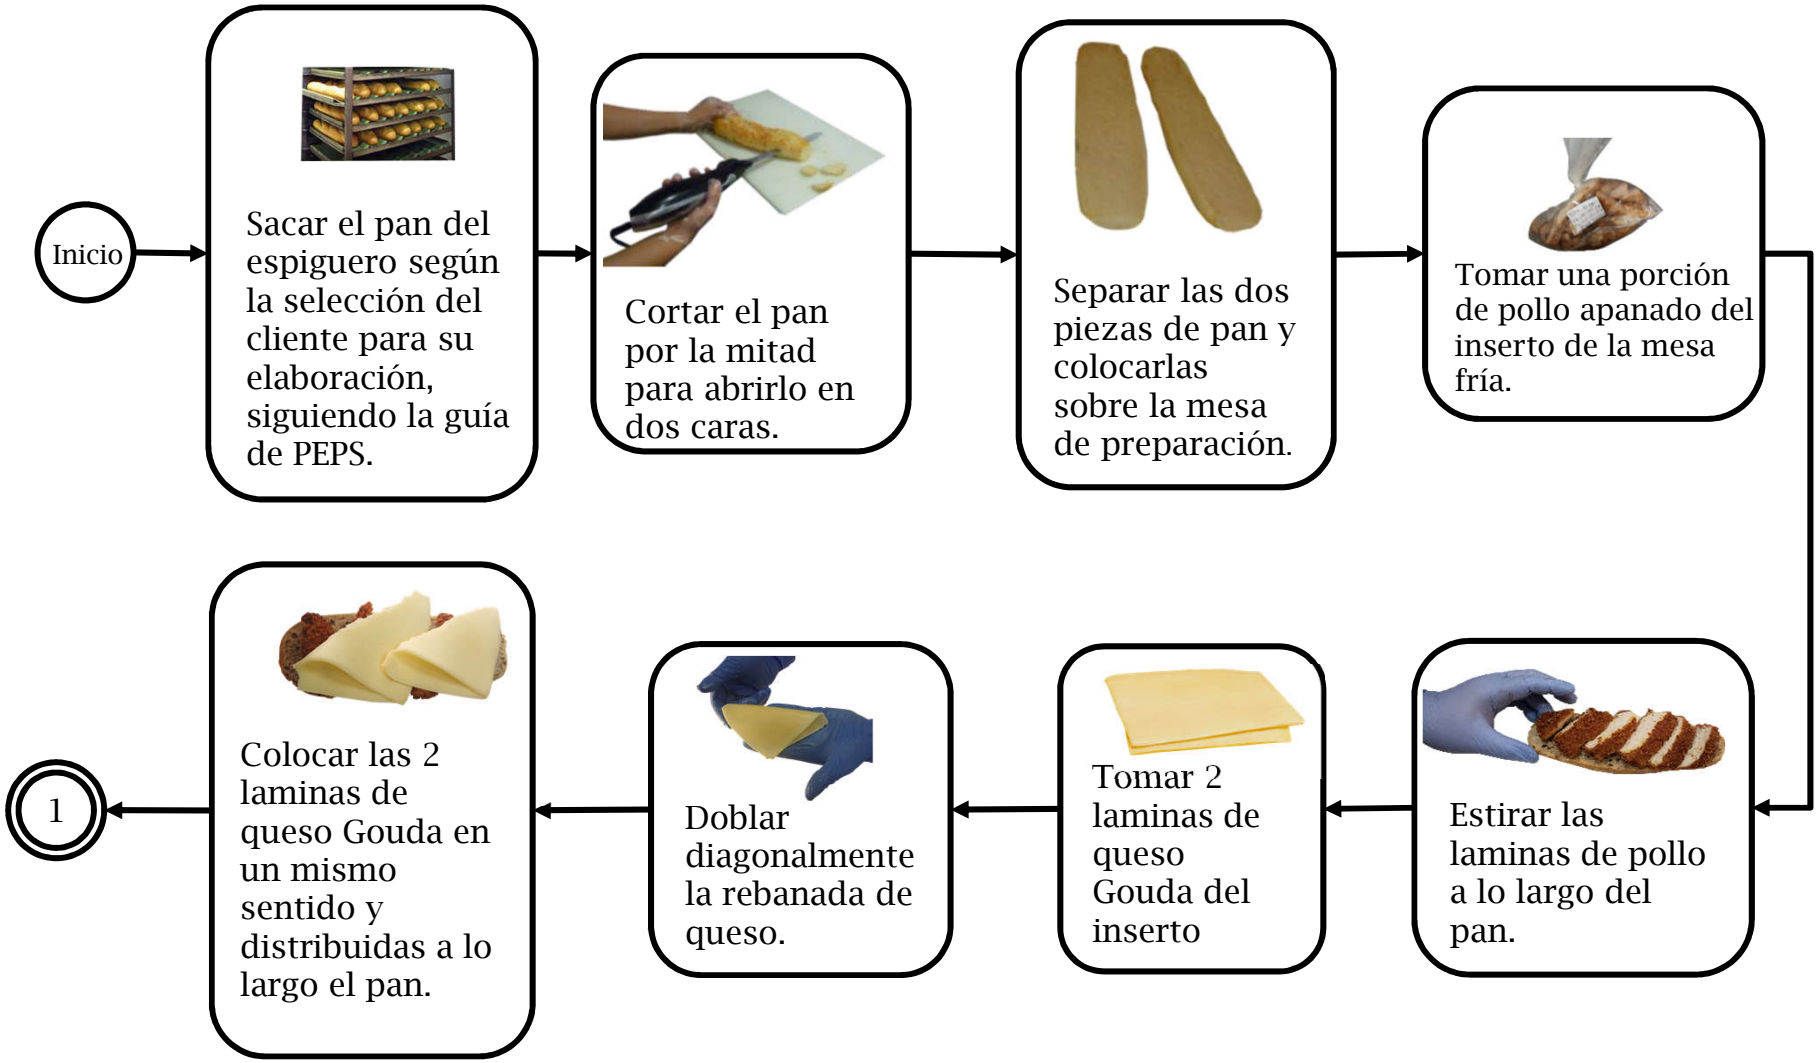 Inicio
Sacar el pan del
espiguero según
la selección del
cliente para su
elaboración,
siguiendo la guía
de PEPS.
Cortar el pan
por la mitad
para abrirlo en
dos caras.
Separar las dos
piezas de pan y
colocarlas
sobre la mesa
de preparación.
Tomar una porción
de pollo apanado del
inserto de la mesa
fría.
Estirar las
laminas de pollo
a lo largo del
pan.
Tomar 2
laminas de
queso
Gouda del
inserto
Doblar
diagonalmente
la rebanada de
queso.
Colocar las 2
laminas de
queso Gouda en
un mismo
sentido y
distribuidas a lo
largo el pan.
1